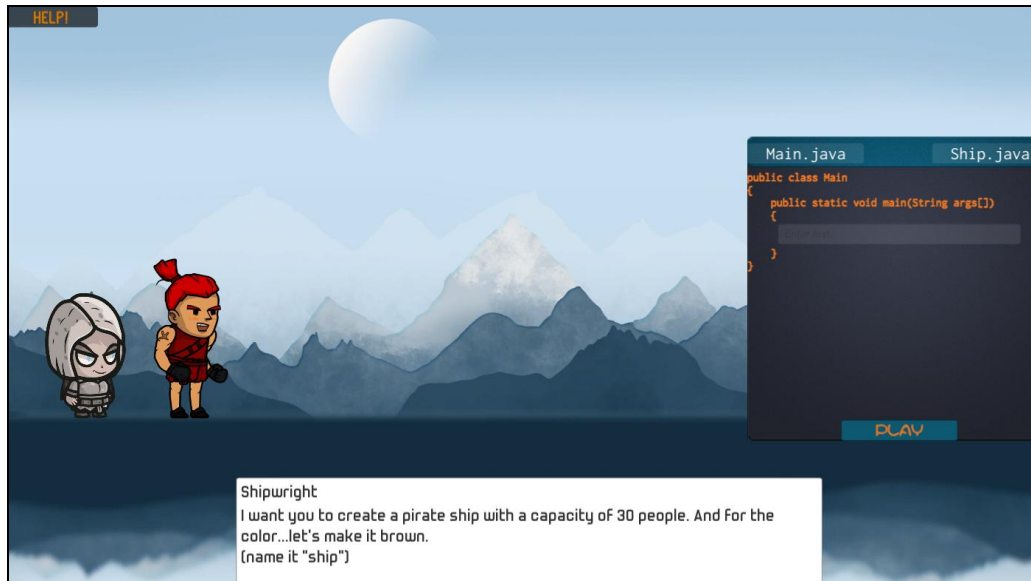 HELP!
Main.java
Ship.java
public class Main
{
public static void main(String args[])
{
}
}
PLAY
Shipwright
I want you to create a pirate ship with a capacity of 30 people. And for the
color...let's make it brown.
(name it "ship")